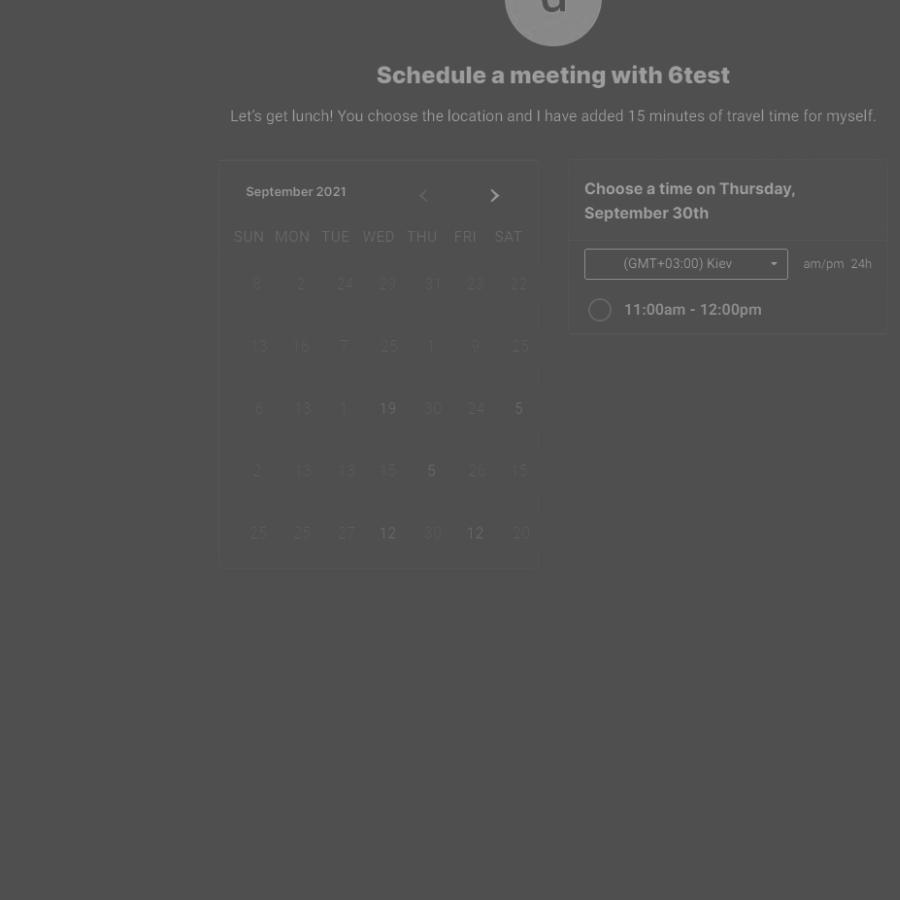 Schedule a meeting with 6test
Let's get lunch! You choose the location and I have added 15 minutes of travel time for myself.
September 2021
SUN MON TUE WED THU FRI SAT
8 2 24 29 31 23 22
13 16 7 25 1 9 25
6 13 1 19 30 24 5
2 13 13 15 5 26 15
25 25 27 12 30 12 20
Choose a time on Thursday,
September 30th
(GMT+03:00) Kiev
am/pm 24h
11:00am - 12:00pm